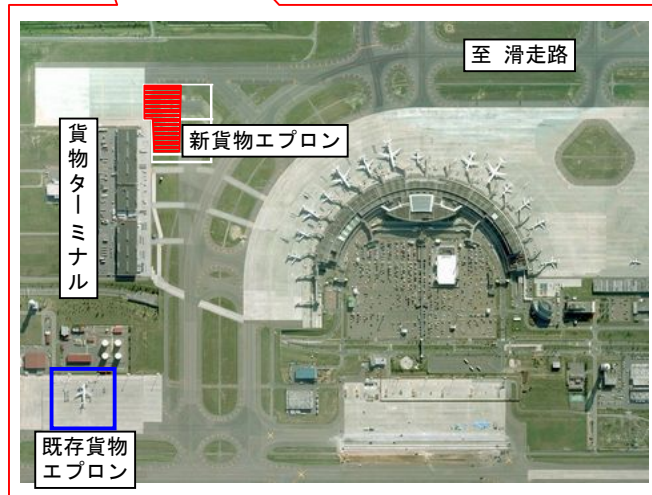 至 滑走路
新貨物エプロン
貨物ターミナル
既存貨物
エプロン